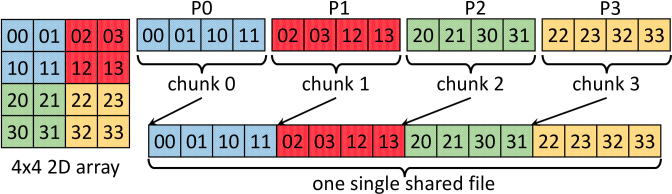 P0 P1 P2 P3
00 01 02 03 00 01 10 11 02 03 12 13 20 21 30 31 22 23 32 33
10 11 12 13 chunk 0 chunk 1 chunk 2 chunk 3
20 21 22 23
30 31 32 33 00 01 10 11 02 03 12 13 20 21 30 31 22 23 32 33
4x4 2D array
one single shared file